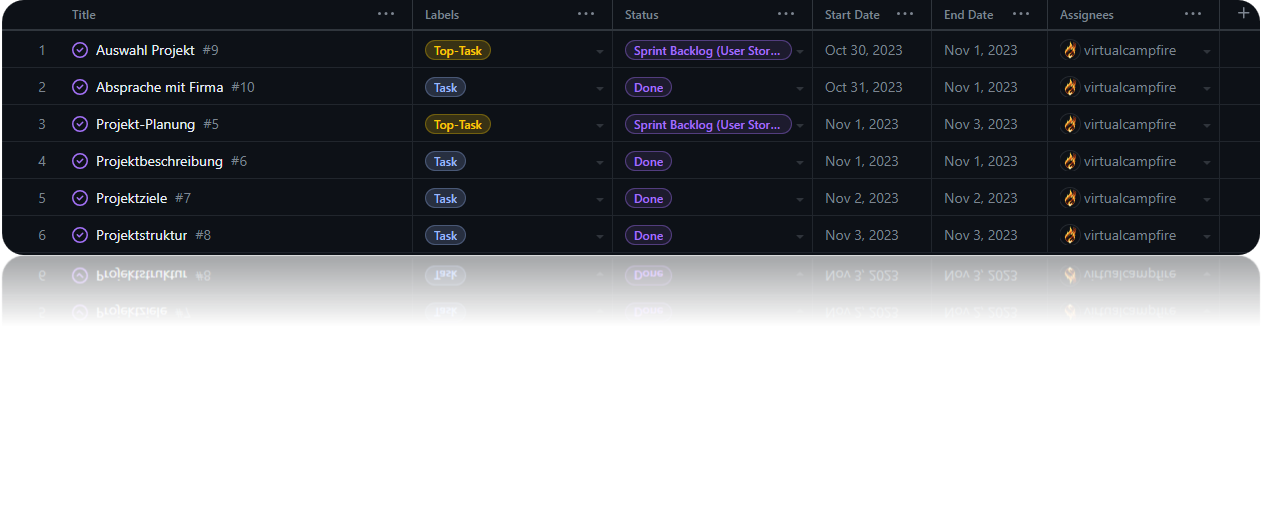 Title ... Labels ... Status ... Start Date ... End Date ... Assignees ... +
1 Auswahl Projekt #9 Top-Task Sprint Backlog (User Stor... Oct 30, 2023 Nov 1, 2023 virtualcampfire
2 Absprache mit Firma #10 Task Done Oct 31, 2023 Nov 1, 2023 virtualcampfire
3 Projekt-Planung #5 Top-Task Sprint Backlog (User Stor... Nov 1, 2023 Nov 3, 2023 virtualcampfire
4 Projektbeschreibung #6 Task Done Nov 1, 2023 Nov 1, 2023 virtualcampfire
5 Projektziele #7 Task Done Nov 2, 2023 Nov 2, 2023 virtualcampfire
6 Projektstruktur #8 Task Done Nov 3, 2023 Nov 3, 2023 virtualcampfire